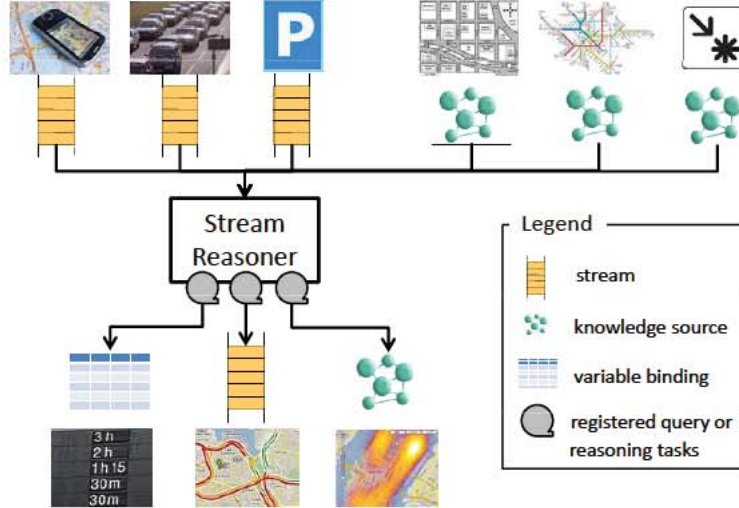 P
Stream
Reasoner
Legend
stream
knowledge source
variable binding
registered query or
reasoning tasks
3 h
2 h
1 h 15
30m
30m